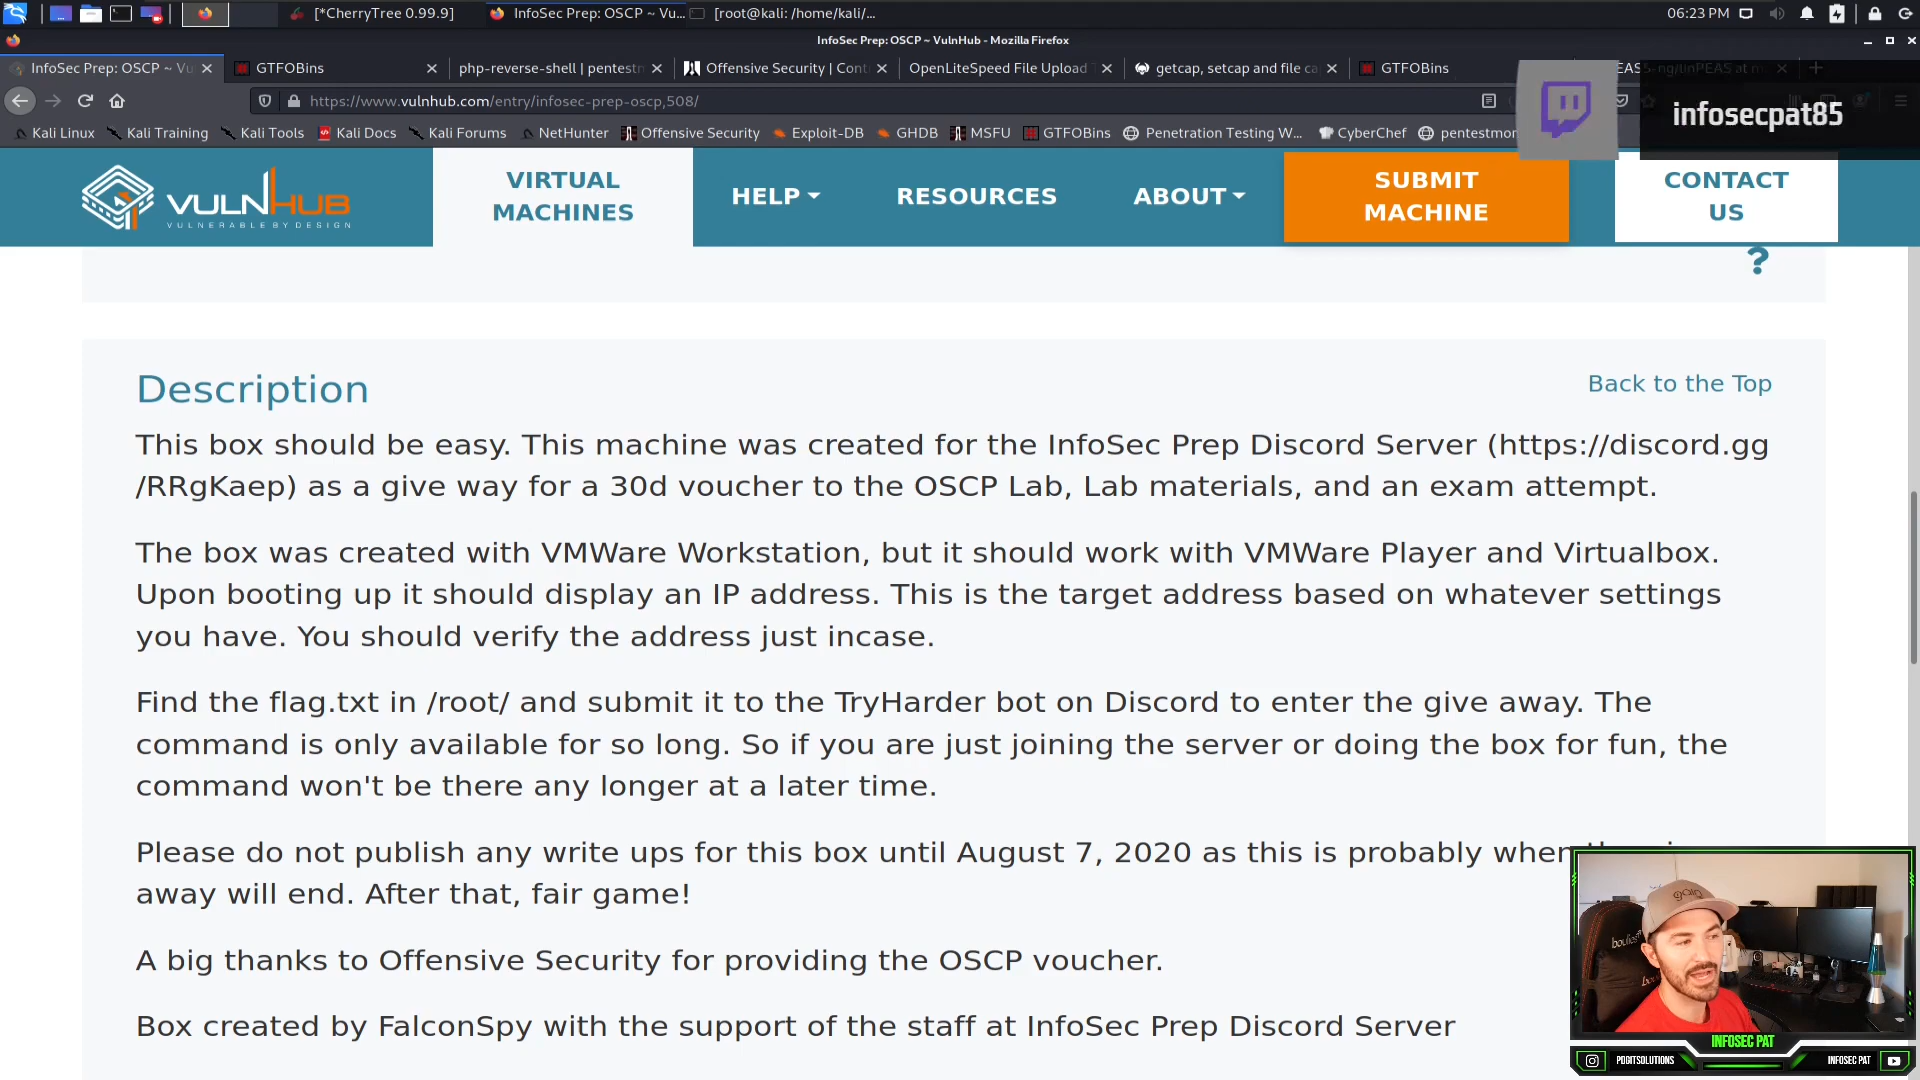 [*CherryTree 0.99.9]
InfoSec Prep: OSCP ~ Vu...
[root@kali: /home/kali/...
06:23 PM
InfoSec Prep: OSCP ~ VulnHub - Mozilla Firefox
InfoSec Prep: OSCP ~ Vu
GTFOBins
php-reverse-shell | pentestm
Offensive Security | Cont
OpenLiteSpeed File Upload
getcap, setcap and file ca
GTFOBins
https://www.vulnhub.com/entry/infosec-prep-oscp,508/
infosecpat85
Kali Linux
Kali Training
Kali Tools
Kali Docs
Kali Forums
NetHunter
Offensive Security
Exploit-DB
GHDB
MSFU
GTFOBins
Penetration Testing W...
CyberChef
pentestmon
VULNHUB
VULNERABLE BY DESIGN
VIRTUAL
MACHINES
HELP
RESOURCES
ABOUT
SUBMIT
MACHINE
CONTACT
US
?
Description
Back to the Top
This box should be easy. This machine was created for the InfoSec Prep Discord Server (https://discord.gg
/RRgKaep) as a give way for a 30d voucher to the OSCP Lab, Lab materials, and an exam attempt.
The box was created with VMWare Workstation, but it should work with VMWare Player and Virtualbox.
Upon booting up it should display an IP address. This is the target address based on whatever settings
you have. You should verify the address just incase.
Find the flag.txt in /root/ and submit it to the TryHarder bot on Discord to enter the give away. The
command is only available for so long. So if you are just joining the server or doing the box for fun, the
command won't be there any longer at a later time.
Please do not publish any write ups for this box until August 7, 2020 as this is probably when
away will end. After that, fair game!
A big thanks to Offensive Security for providing the OSCP voucher.
Box created by FalconSpy with the support of the staff at InfoSec Prep Discord Server
INFOSEC PAT
PDDITSOLUTIONS
INFOSEC PAT